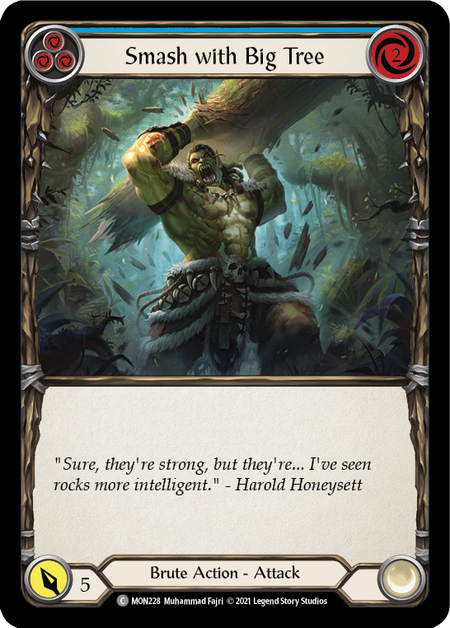 Smash with Big Tree
2
"Sure, they're strong, but they're... I've seen
rocks more intelligent." - Harold Honeysett
Brute Action - Attack
5
C MON228 Muhammad Fajri © 2021 Legend Story Studios